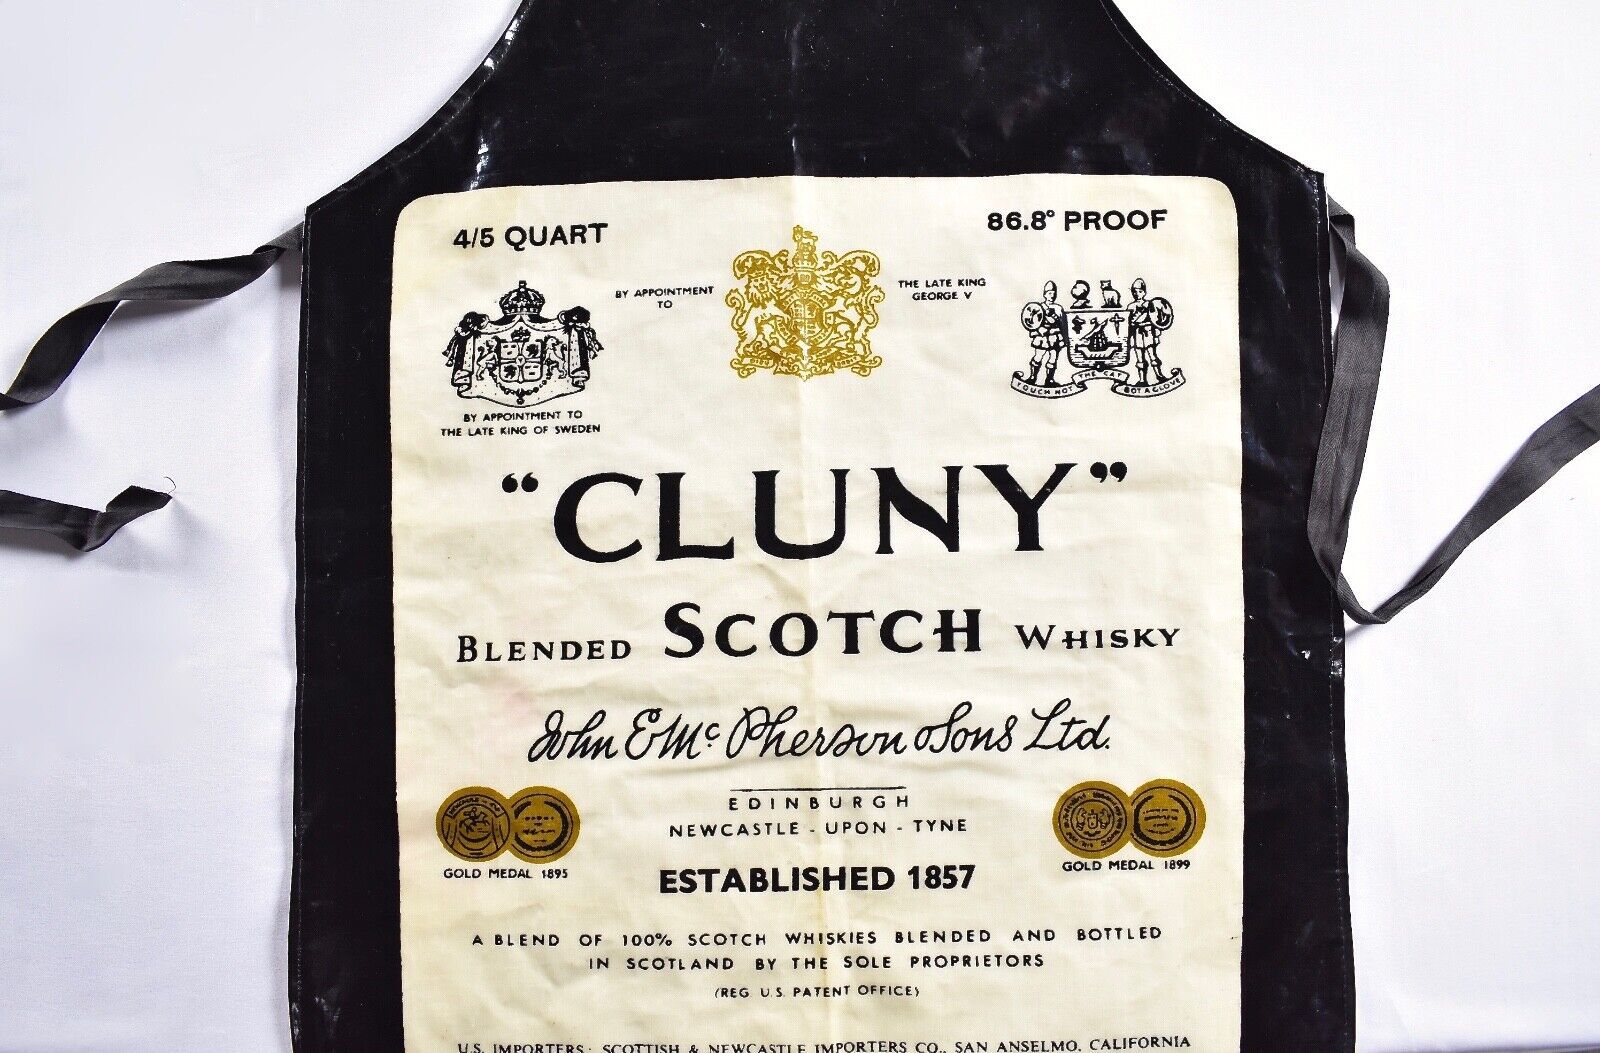 4/5 QUART
86.8° PROOF
BY APPOINTMENT
TO
THE LATE KING
GEORGE V
BY APPOINTMENT TO
THE LATE KING OF SWEDEN
TOUCH NOT THE CAT BOT A GLOVE
"CLUNY"
BLENDED SCOTCH WHISKY
John E McPherson & Sons Ltd.
EDINBURGH
NEWCASTLE - UPON - TYNE
GOLD MEDAL 1895
GOLD MEDAL 1899
ESTABLISHED 1857
A BLEND OF 100% SCOTCH WHISKIES BLENDED AND BOTTLED
IN SCOTLAND BY THE SOLE PROPRIETORS
(REG. U.S. PATENT OFFICE)
U.S. IMPORTERS: SCOTTISH & NEWCASTLE IMPORTERS CO., SAN ANSELMO, CALIFORNIA